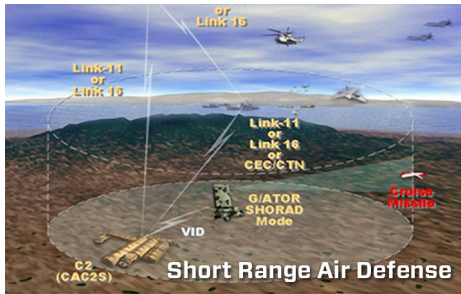 or
Link 16
Link-11
or
Link 16
Link-11
or
Link 16
or
CEC/CTN
Cruise
Missile
G/ATOR
SHORAD
Mode
VID
C2
(CAC2S)
Short Range Air Defense